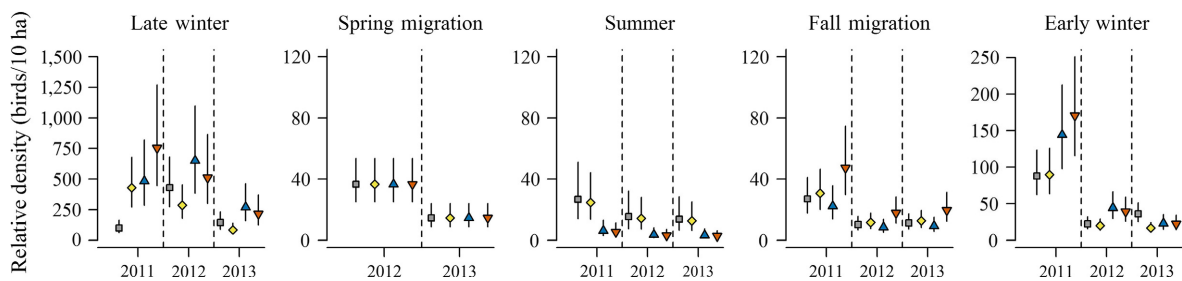 Relative density (birds/10 ha)
Late winter
1,500
1,250
1,000
750
500
250
0
2011 2012 2013
Spring migration
120
80
40
0
2012 2013
Summer
120
80
40
0
2011 2012 2013
Fall migration
120
80
40
0
2011 2012 2013
Early winter
250
200
150
100
50
0
2011 2012 2013